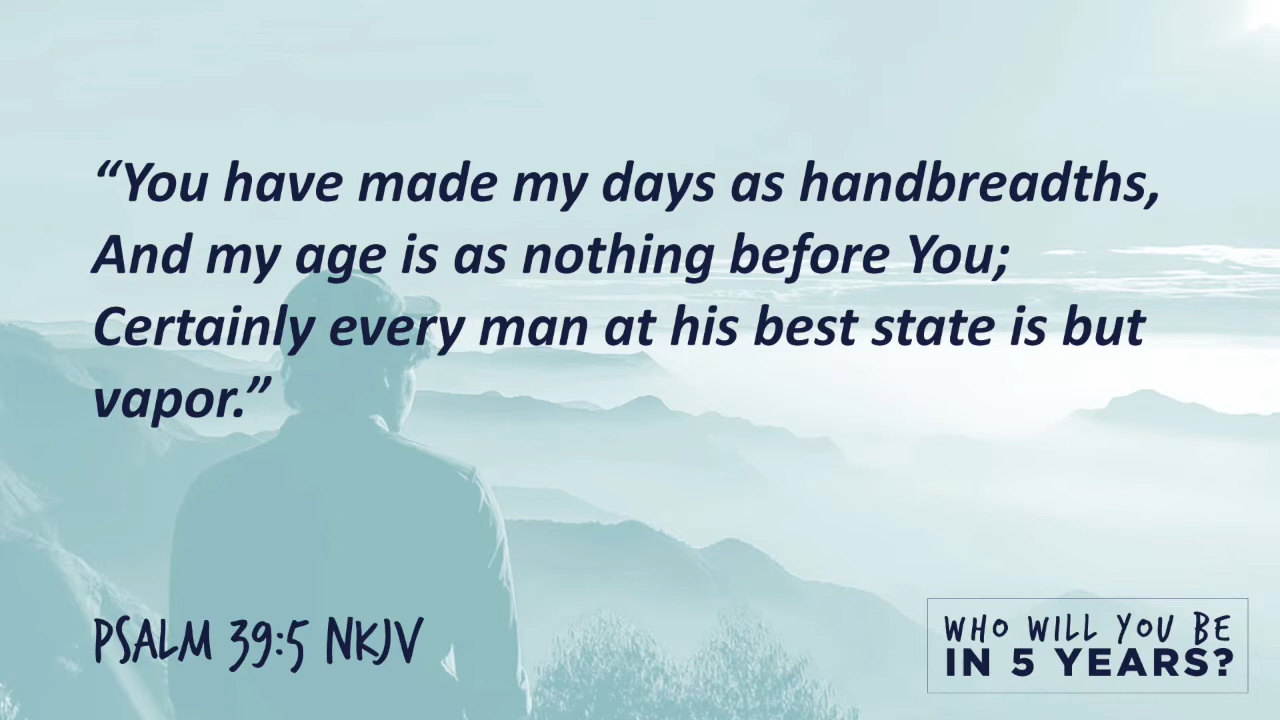 “You have made my days as handbreadths,
And my age is as nothing before You;
Certainly every man at his best state is but
vapor.”
PSALM 39:5 NKJV
WHO WILL YOU BE
IN 5 YEARS?